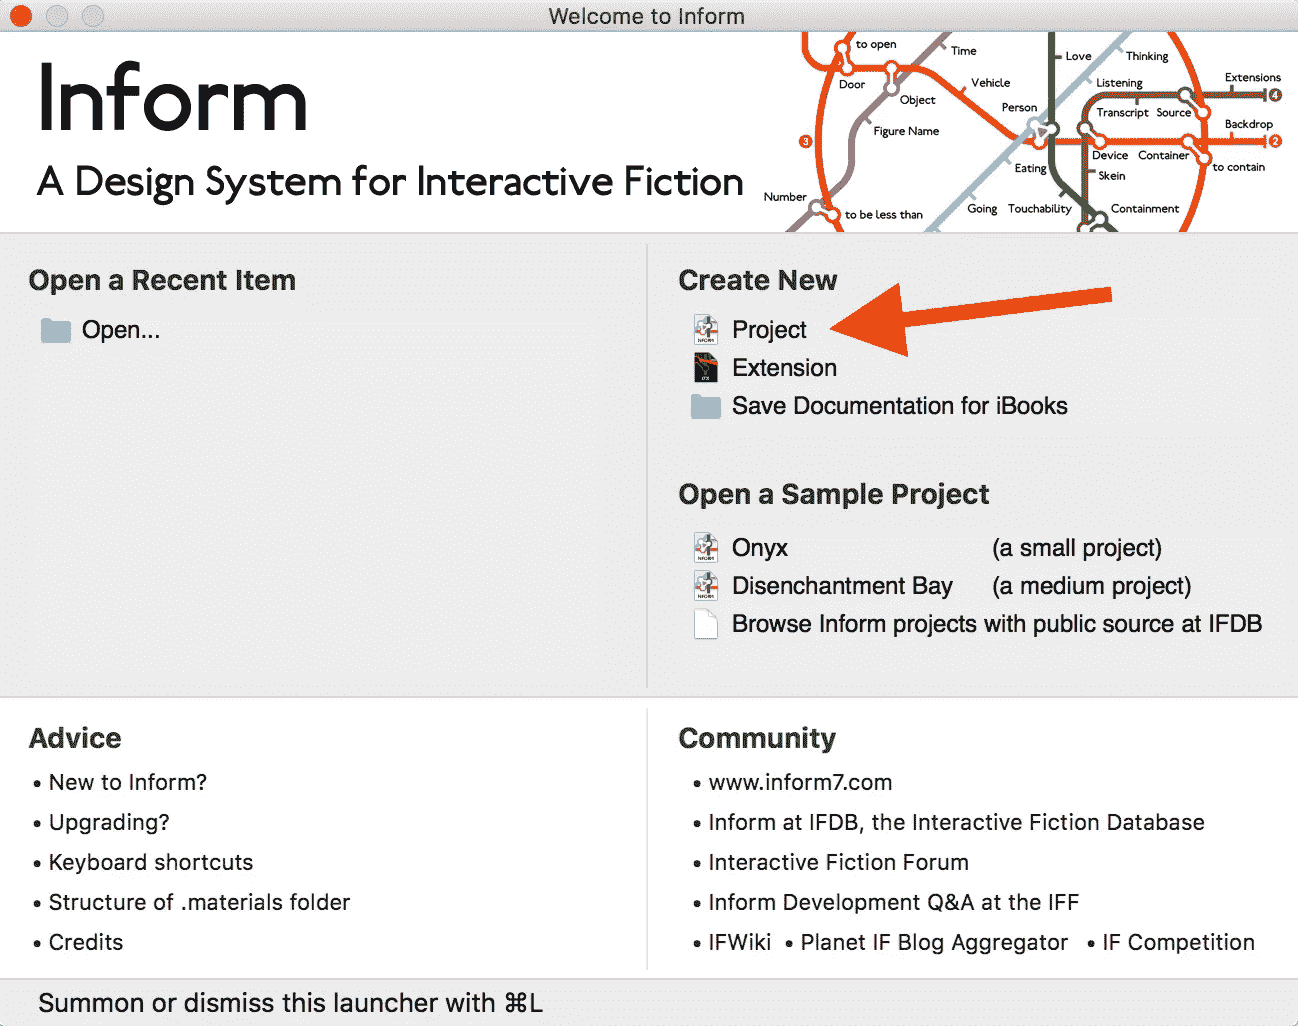 Welcome to Inform
Inform
A Design System for Interactive Fiction
to open
Time
Love
Thinking
Door
Object
Vehicle
Listening
Extensions
Person
Transcript
Source
4
Figure Name
Backdrop
3
2
Eating
Device
Container
to contain
Skein
Number
to be less than
Going
Touchability
Containment
Open a Recent Item
Open...
Create New
Project
Extension
Save Documentation for iBooks
Open a Sample Project
Onyx (a small project)
Disenchantment Bay (a medium project)
Browse Inform projects with public source at IFDB
Advice
• New to Inform?
• Upgrading?
• Keyboard shortcuts
• Structure of .materials folder
• Credits
Community
• www.inform7.com
• Inform at IFDB, the Interactive Fiction Database
• Interactive Fiction Forum
• Inform Development Q&A at the IFF
• IFWiki • Planet IF Blog Aggregator • IF Competition
Summon or dismiss this launcher with ⌘L